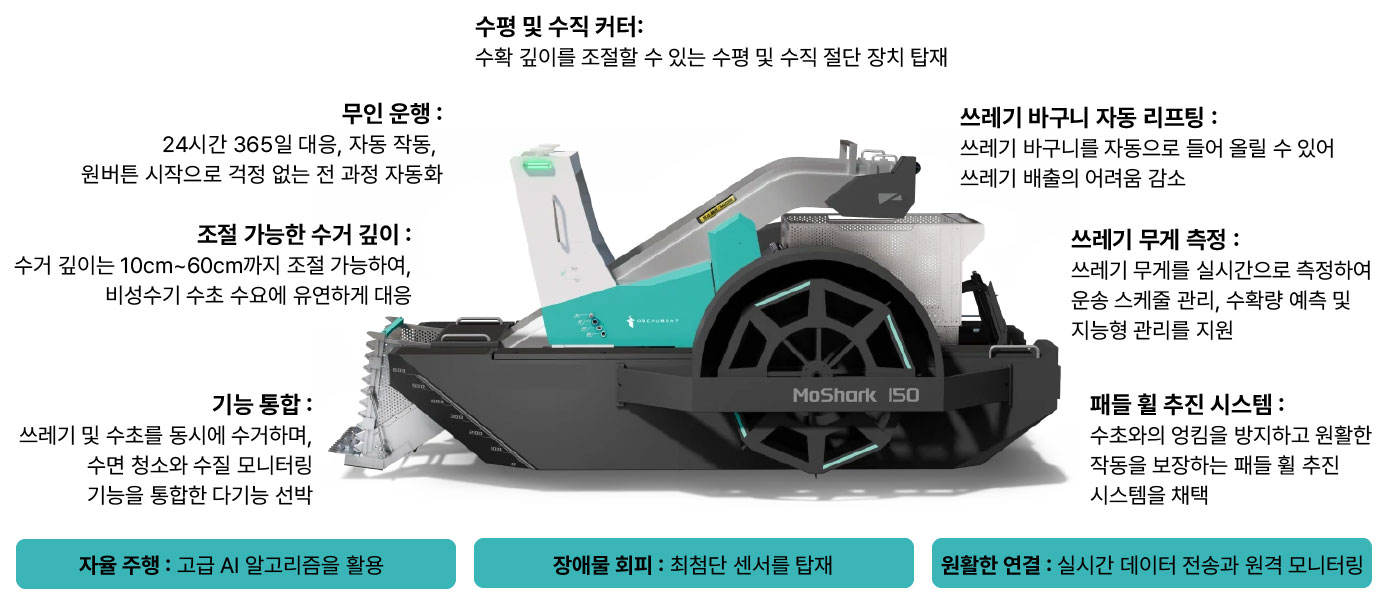 수평 및 수직 커터:
수확 깊이를 조절할 수 있는 수평 및 수직 절단 장치 탑재
무인 운행 :
24시간 365일 대응, 자동 작동,
원버튼 시작으로 걱정 없는 전 과정 자동화
쓰레기 바구니 자동 리프팅 :
쓰레기 바구니를 자동으로 들어 올릴 수 있어
쓰레기 배출의 어려움 감소
조절 가능한 수거 깊이 :
수거 깊이는 10cm~60cm까지 조절 가능하여,
비성수기 수초 수요에 유연하게 대응
쓰레기 무게 측정 :
쓰레기 무게를 실시간으로 측정하여
운송 스케줄 관리, 수확량 예측 및
지능형 관리를 지원
OCEANBEAT
MoShark 150
기능 통합 :
쓰레기 및 수초를 동시에 수거하며,
수면 청소와 수질 모니터링
기능을 통합한 다기능 선박
패들 휠 추진 시스템 :
수초와의 엉킴을 방지하고 원활한
작동을 보장하는 패들 휠 추진
시스템을 채택
자율 주행 : 고급 AI 알고리즘을 활용
장애물 회피 : 최첨단 센서를 탑재
원활한 연결 : 실시간 데이터 전송과 원격 모니터링